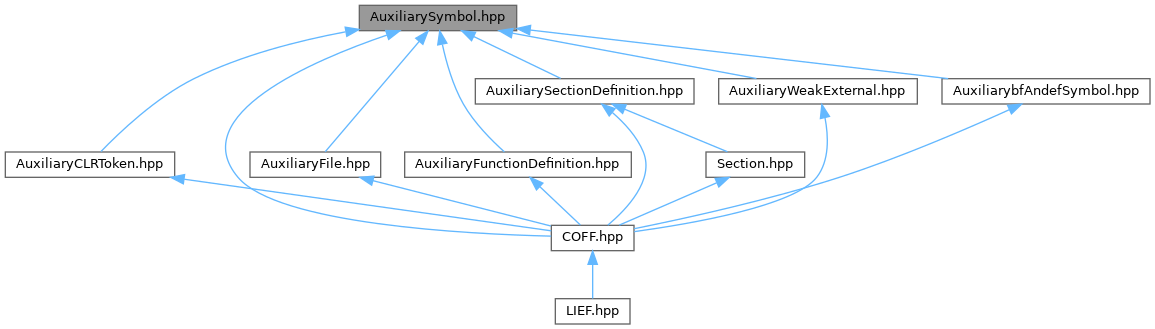 AuxiliarySymbol.hpp
AuxiliarySectionDefinition.hpp
AuxiliaryWeakExternal.hpp
AuxiliarybfAndefSymbol.hpp
AuxiliaryCLRToken.hpp
AuxiliaryFile.hpp
AuxiliaryFunctionDefinition.hpp
Section.hpp
COFF.hpp
LIEF.hpp